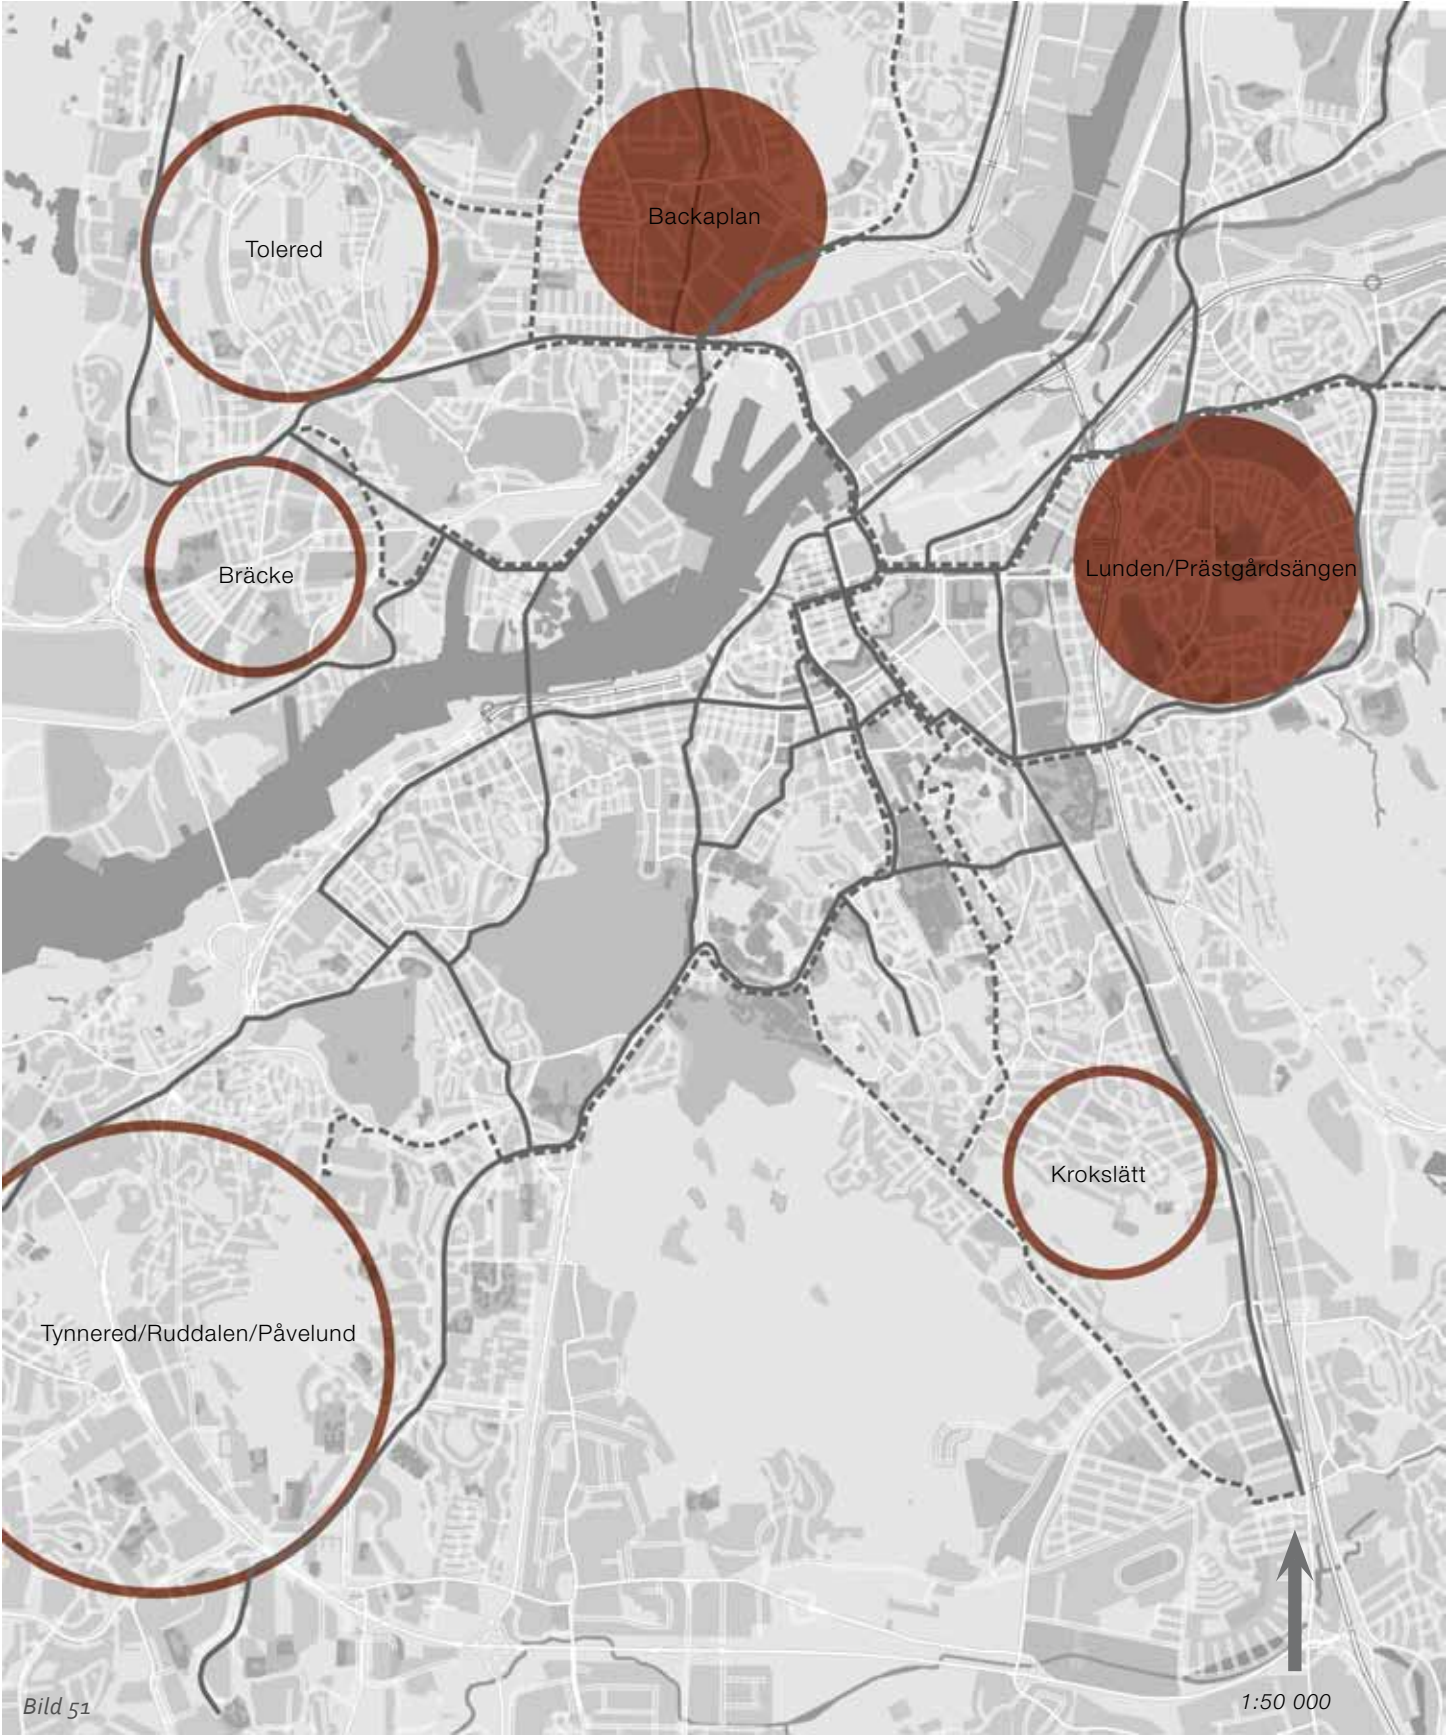 Backaplan
Tolered
Lunden/Prästgårdsängen
Bräcke
Krokslätt
Tynnered/Ruddalen/Påvelund
Bild 51
1:50 000